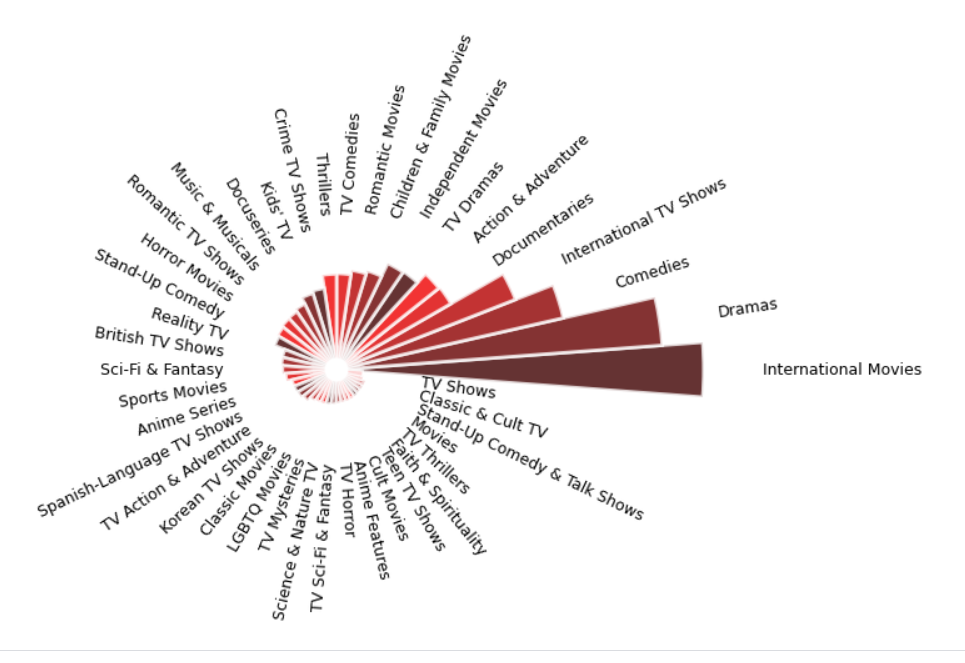 International Movies
Dramas
Comedies
International TV Shows
Documentaries
Action & Adventure
TV Dramas
Independent Movies
Children & Family Movies
Romantic Movies
TV Comedies
Thrillers
Crime TV Shows
Kids' TV
Docuseries
Music & Musicals
Romantic TV Shows
Horror Movies
Stand-Up Comedy
Reality TV
British TV Shows
Sci-Fi & Fantasy
Sports Movies
Anime Series
Spanish-Language TV Shows
TV Action & Adventure
Korean TV Shows
Classic Movies
LGBTQ Movies
TV Mysteries
Science & Nature TV
TV Sci-Fi & Fantasy
TV Horror
Anime Features
Cult Movies
Teen TV Shows
Faith & Spirituality
TV Thrillers
Movies
Stand-Up Comedy & Talk Shows
Classic & Cult TV
TV Shows